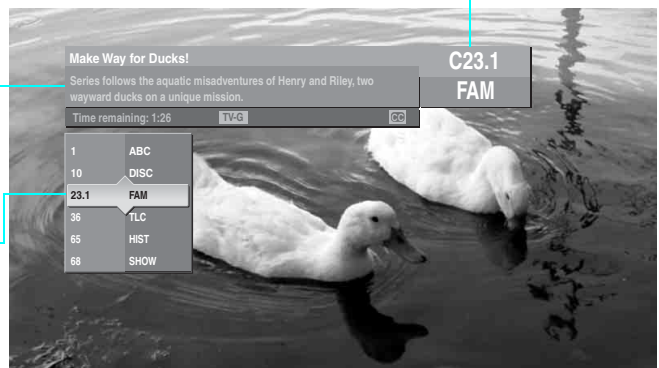 Make Way for Ducks!
C23.1
Series follows the aquatic misadventures of Henry and Riley, two
wayward ducks on a unique mission.
FAM
Time remaining: 1:26 TV-G CC
1 ABC
10 DISC
23.1 FAM
36 TLC
65 HIST
68 SHOW